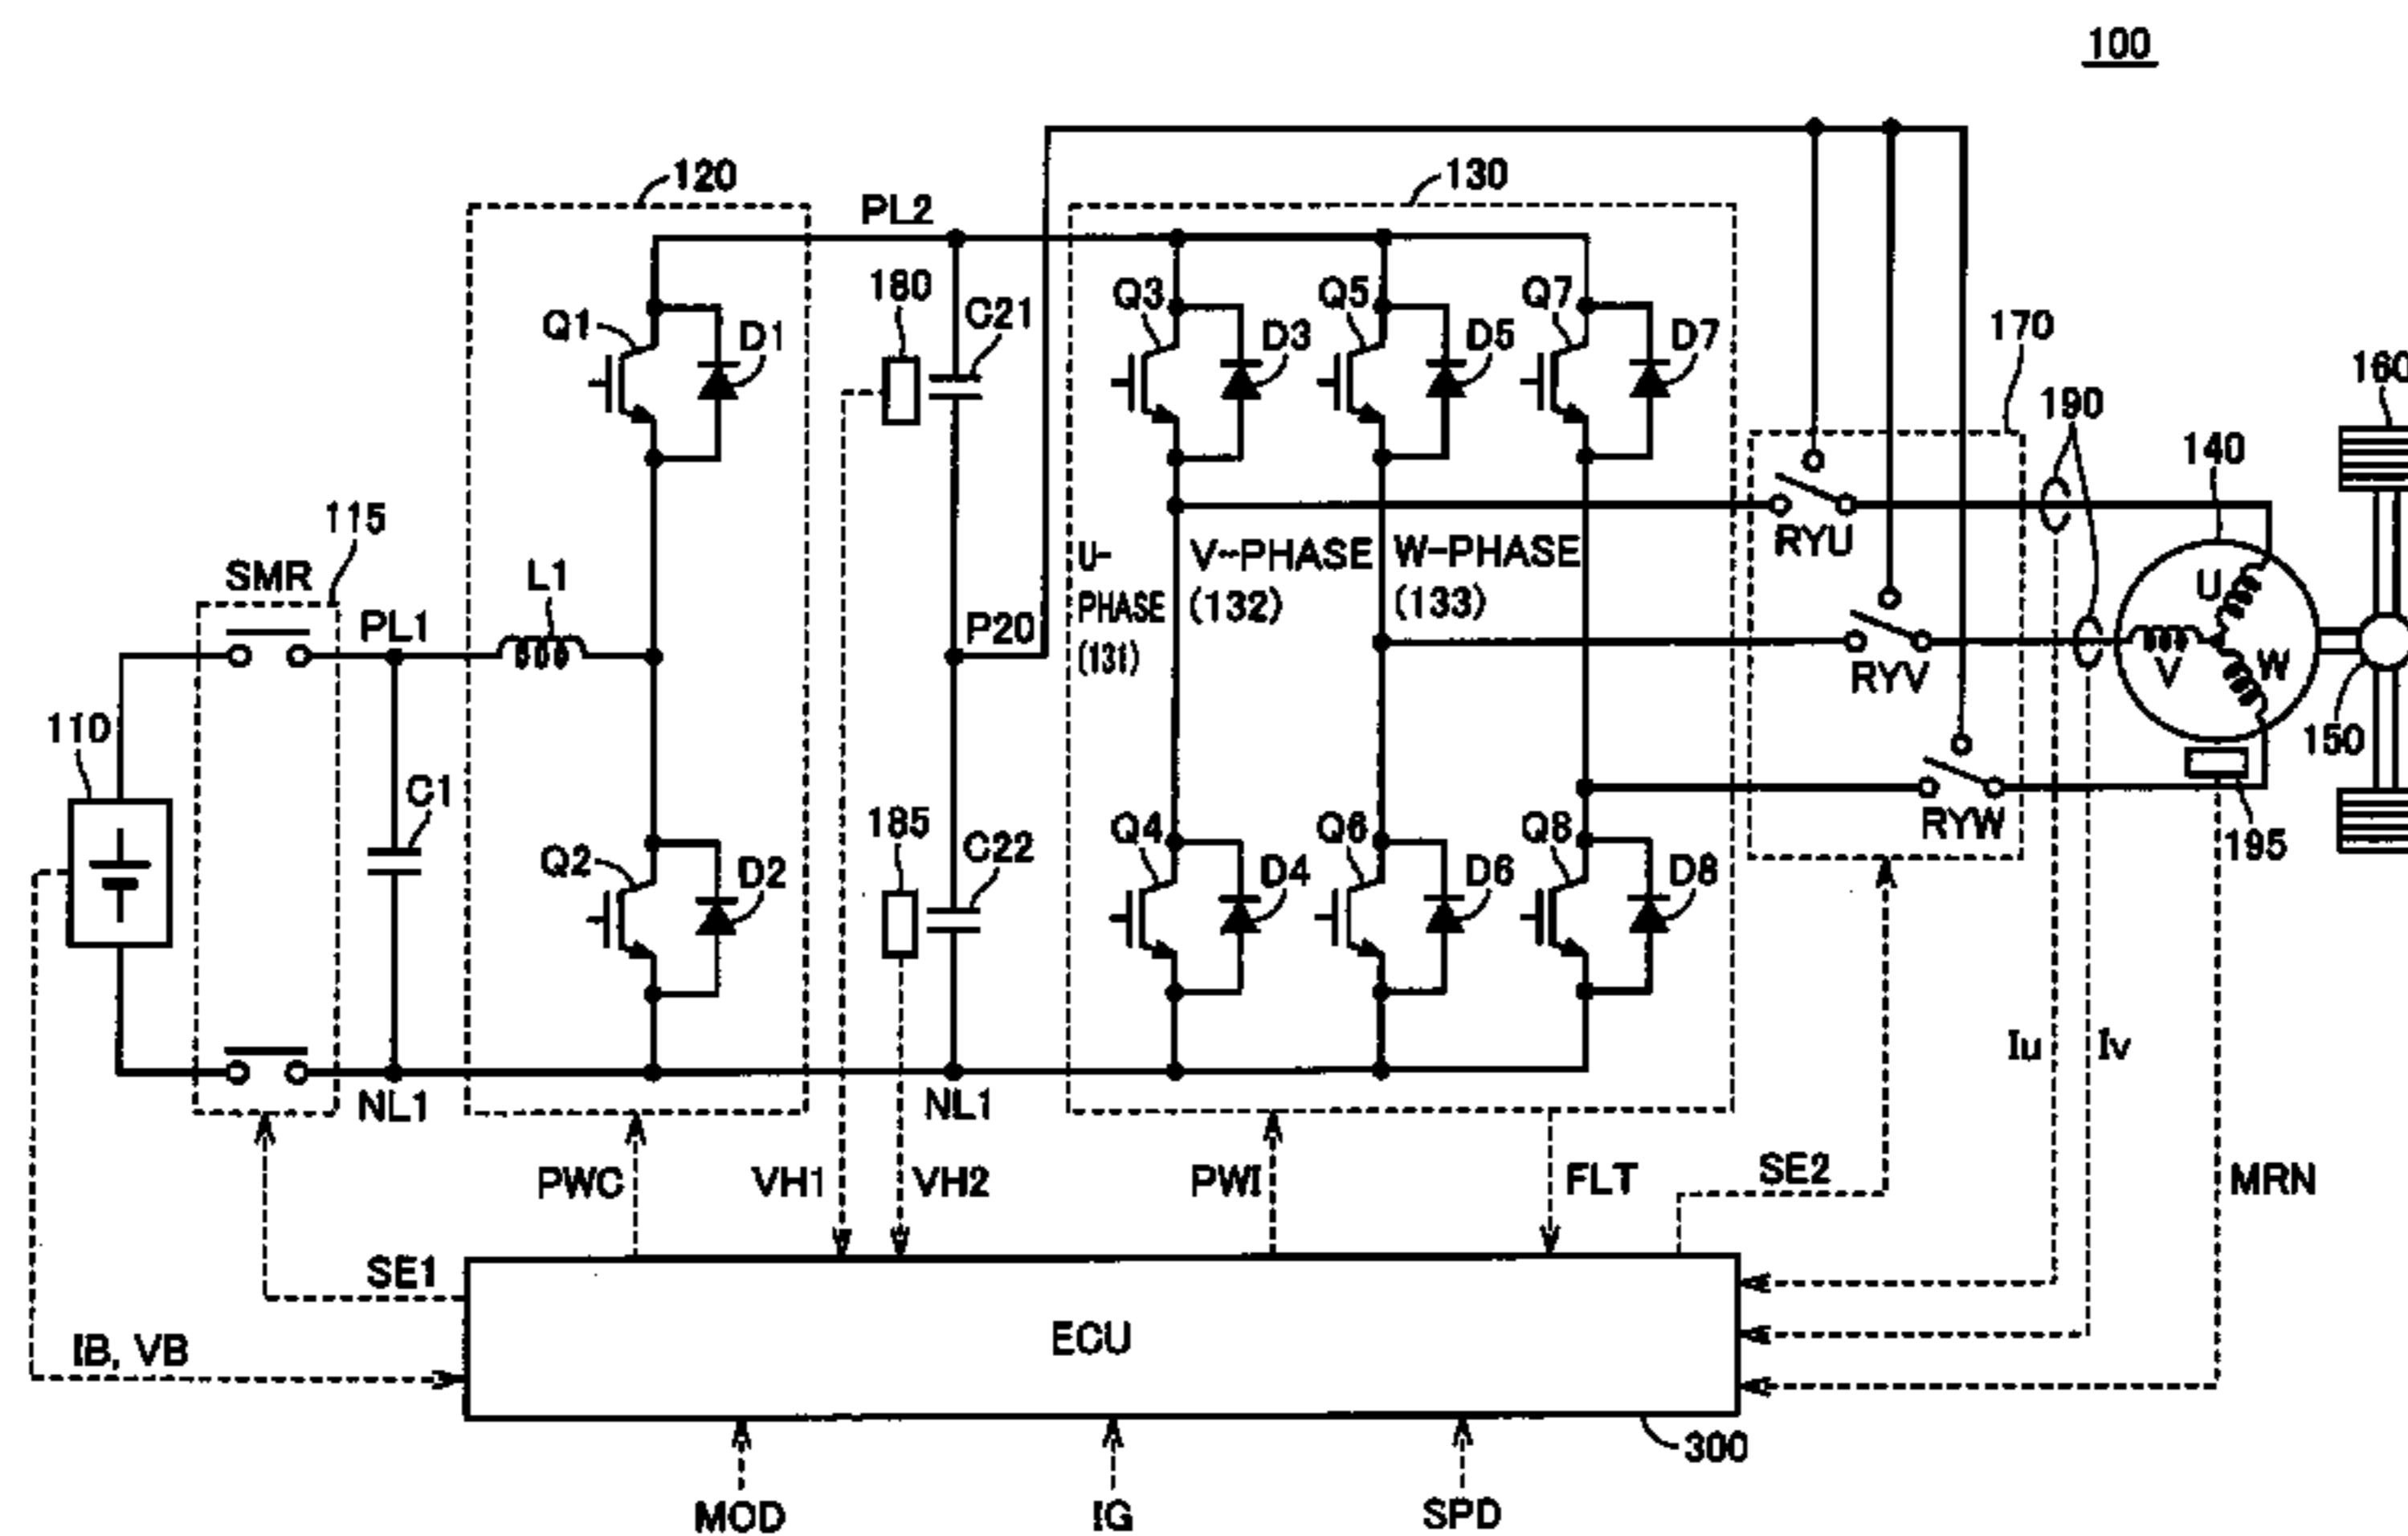 100
120
PL2
130
180
C21
Q1
D1
Q3
D3
Q5
D5
Q7
D7
170
190
160
140
115
SMR
PL1
L1
P20
U-
PHASE
(131)
V-PHASE
(132)
W-PHASE
(133)
RYU
RYV
RYW
U
V
W
150
195
110
C1
Q2
D2
185
C22
Q4
D4
Q6
D6
Q8
D8
NL1
NL1
Iu
Iv
PWC
VH1
VH2
PWI
FLT
SE2
MRN
SE1
IB, VB
ECU
300
MOD
IG
SPD